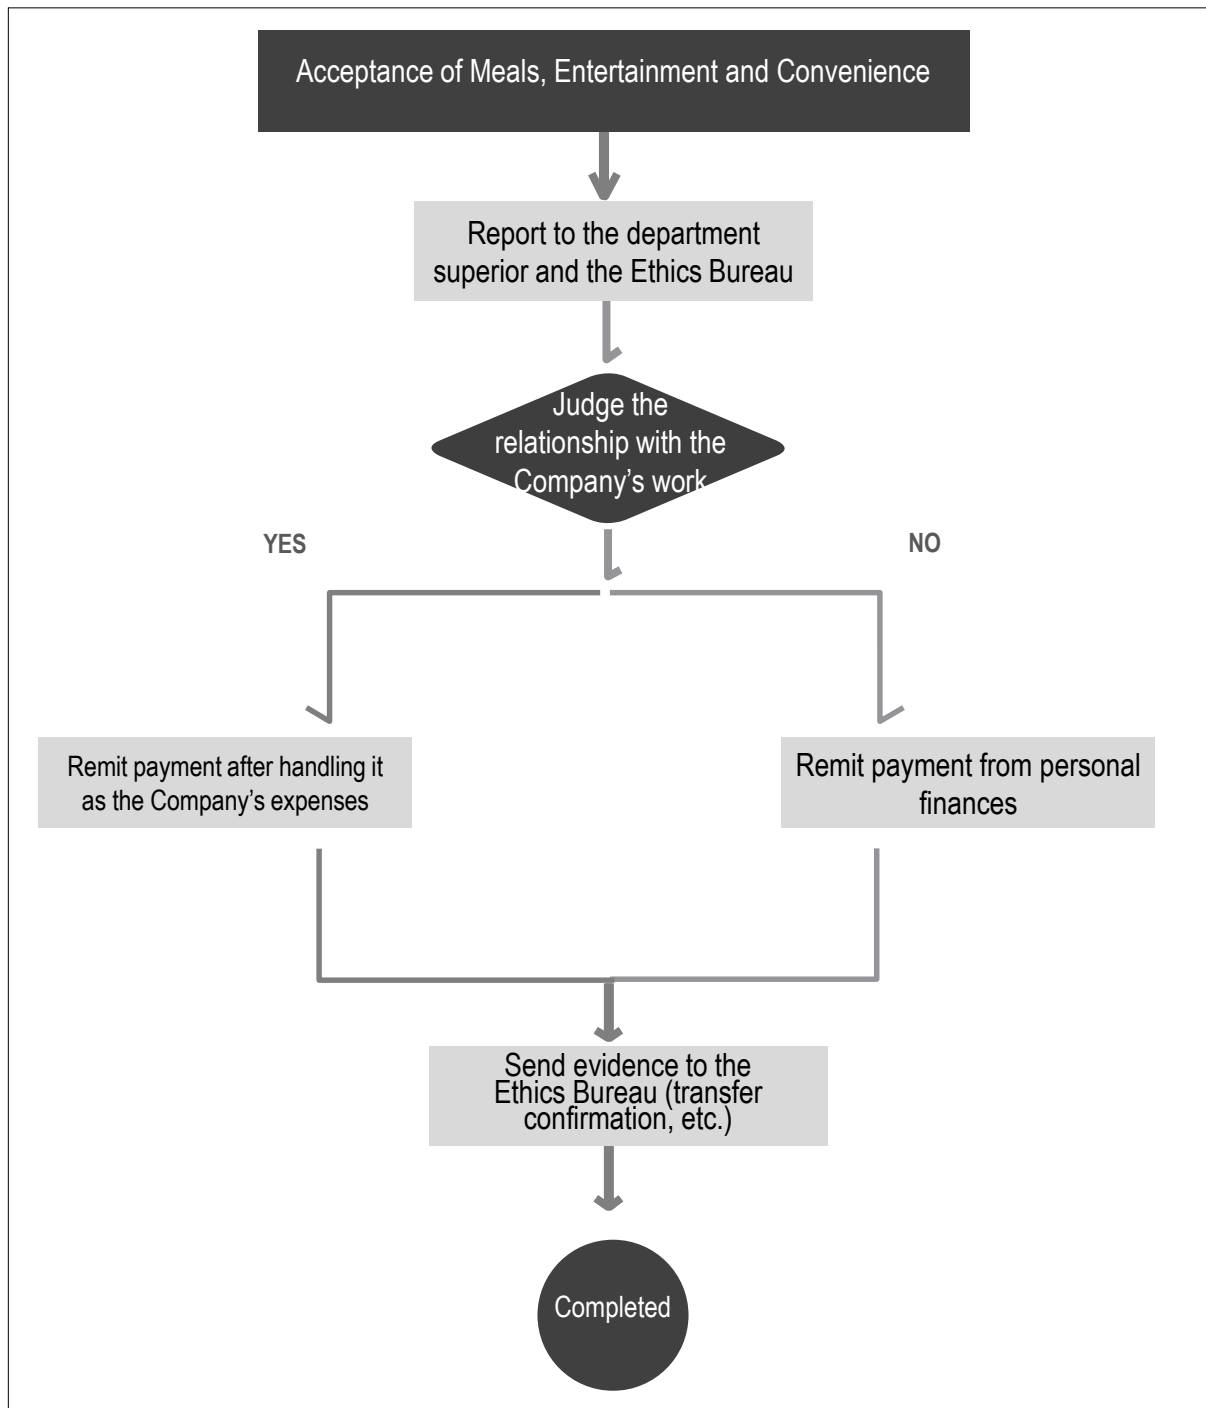 Acceptance of Meals, Entertainment and Convenience
Report to the department
superior and the Ethics Bureau
Judge the
relationship with the
Company’s work
YES
NO
Remit payment after handling it
as the Company’s expenses
Remit payment from personal
finances
Send evidence to the
Ethics Bureau (transfer
confirmation, etc.)
Completed